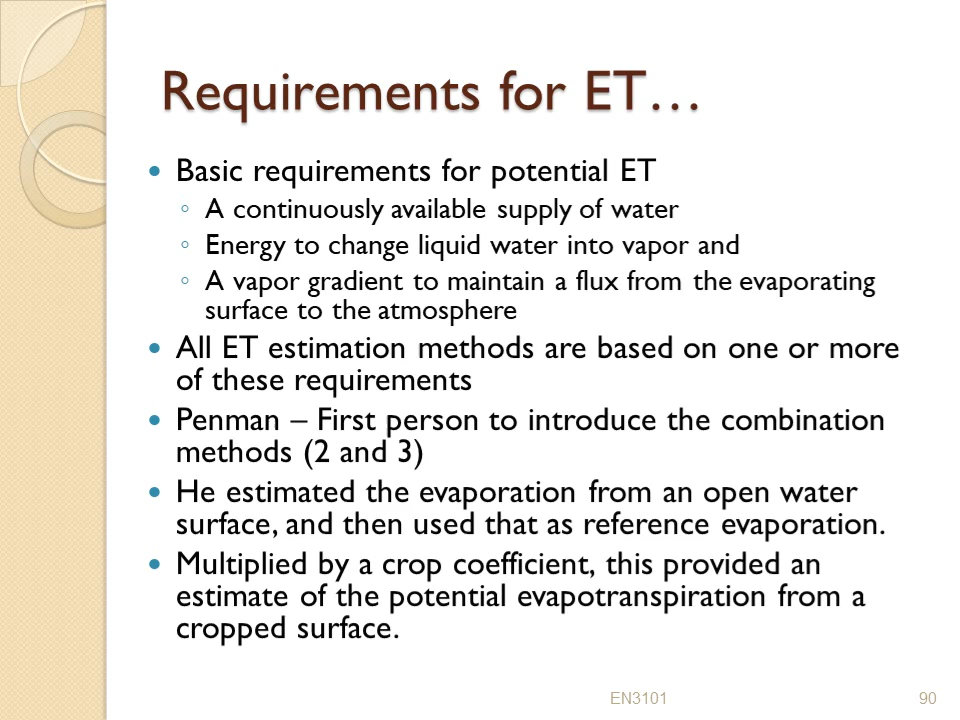 Requirements for ET…
• Basic requirements for potential ET
◦ A continuously available supply of water
◦ Energy to change liquid water into vapor and
◦ A vapor gradient to maintain a flux from the evaporating
surface to the atmosphere
• All ET estimation methods are based on one or more
of these requirements
• Penman – First person to introduce the combination
methods (2 and 3)
• He estimated the evaporation from an open water
surface, and then used that as reference evaporation.
• Multiplied by a crop coefficient, this provided an
estimate of the potential evapotranspiration from a
cropped surface.
EN3101 90